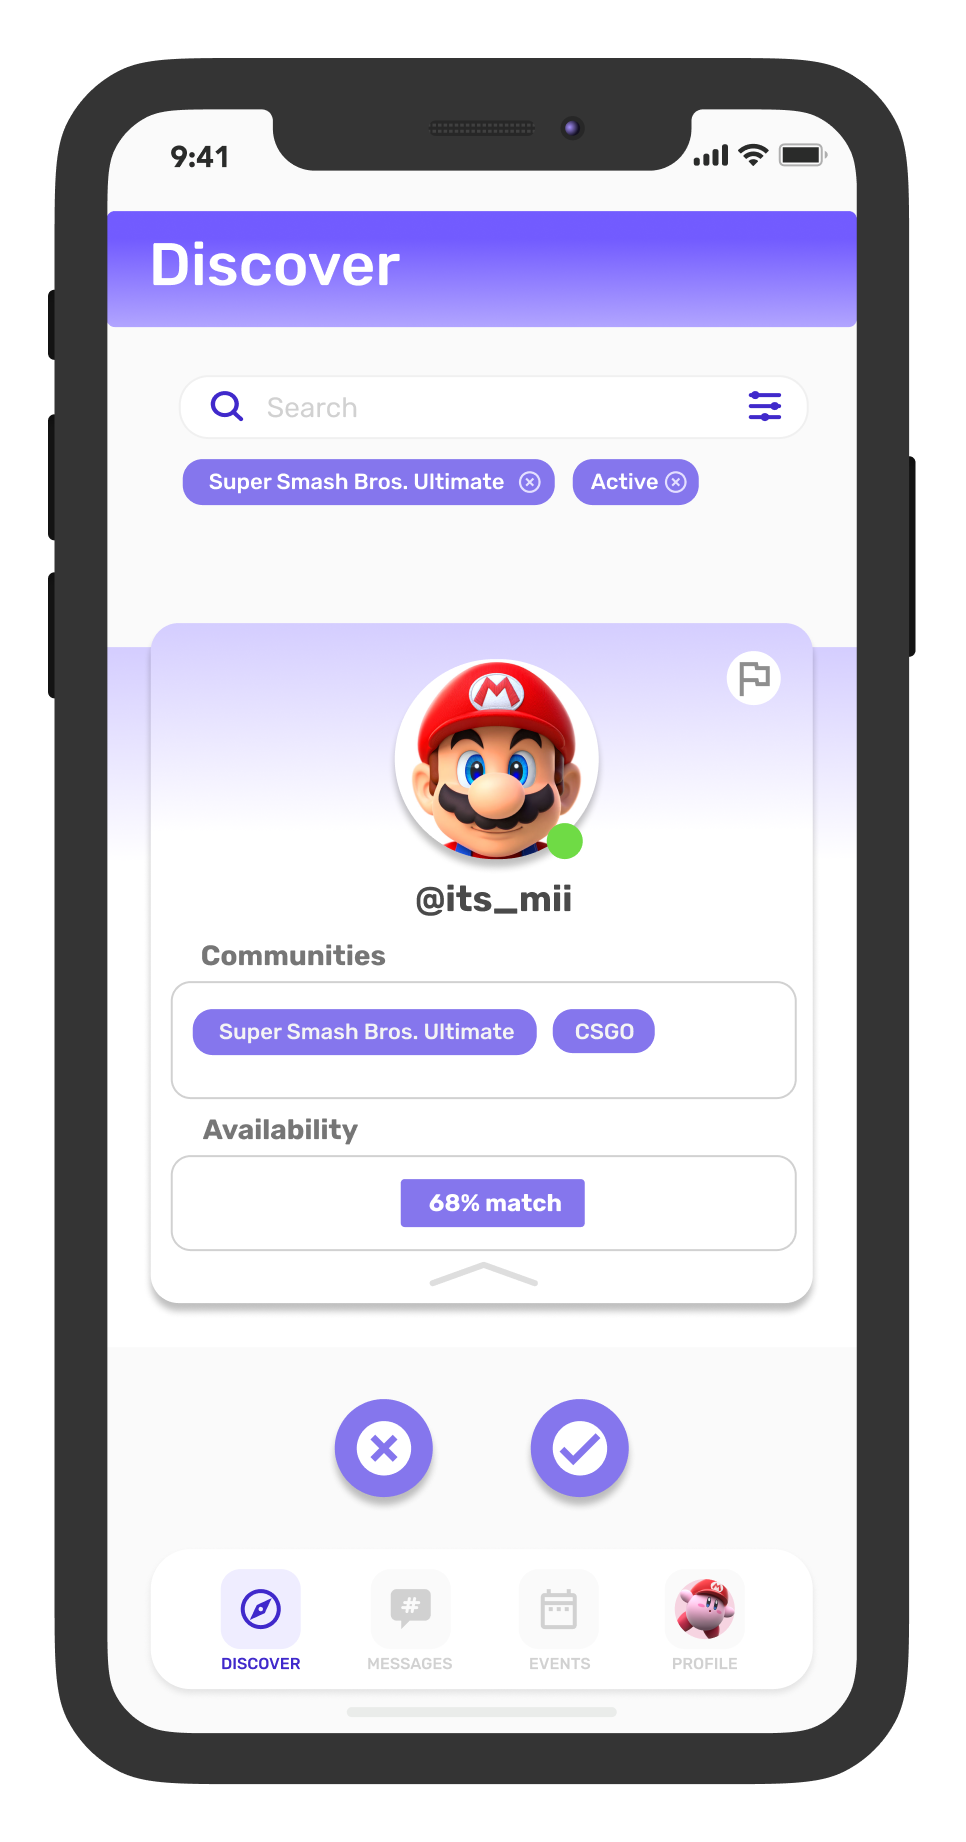 9:41
Discover
Search
Super Smash Bros. Ultimate
Active
M
@its_mii
Communities
Super Smash Bros. Ultimate
CSGO
Availability
68% match
#
DISCOVER
MESSAGES
EVENTS
PROFILE